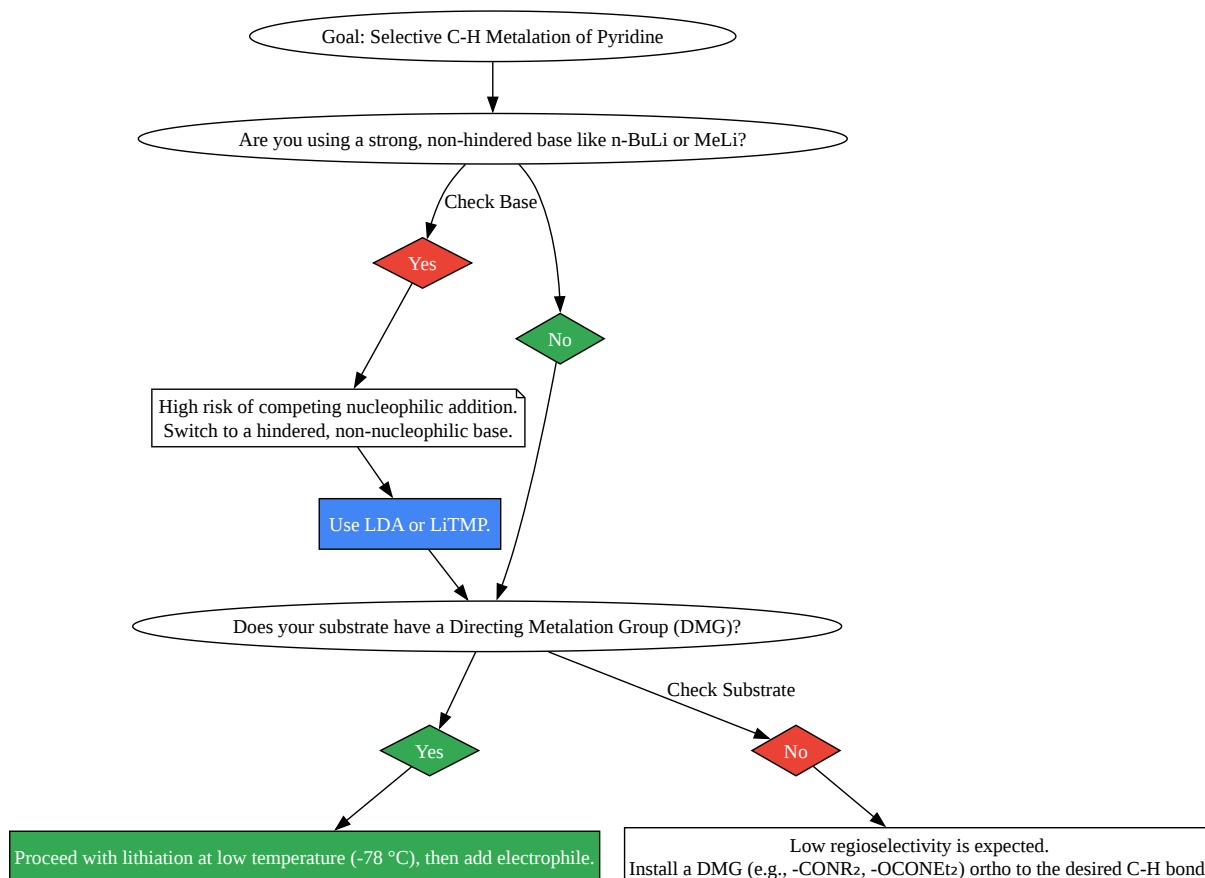 Goal: Selective C-H Metalation of Pyridine
Are you using a strong, non-hindered base like n-BuLi or MeLi?
Check Base
Yes
No
High risk of competing nucleophilic addition.
Switch to a hindered, non-nucleophilic base.
Use LDA or LiTMP.
Does your substrate have a Directing Metalation Group (DMG)?
Check Substrate
Yes
No
Proceed with lithiation at low temperature (-78 °C), then add electrophile.
Low regioselectivity is expected.
Install a DMG (e.g., -CONR₂, -OCONEt₂) ortho to the desired C-H bond